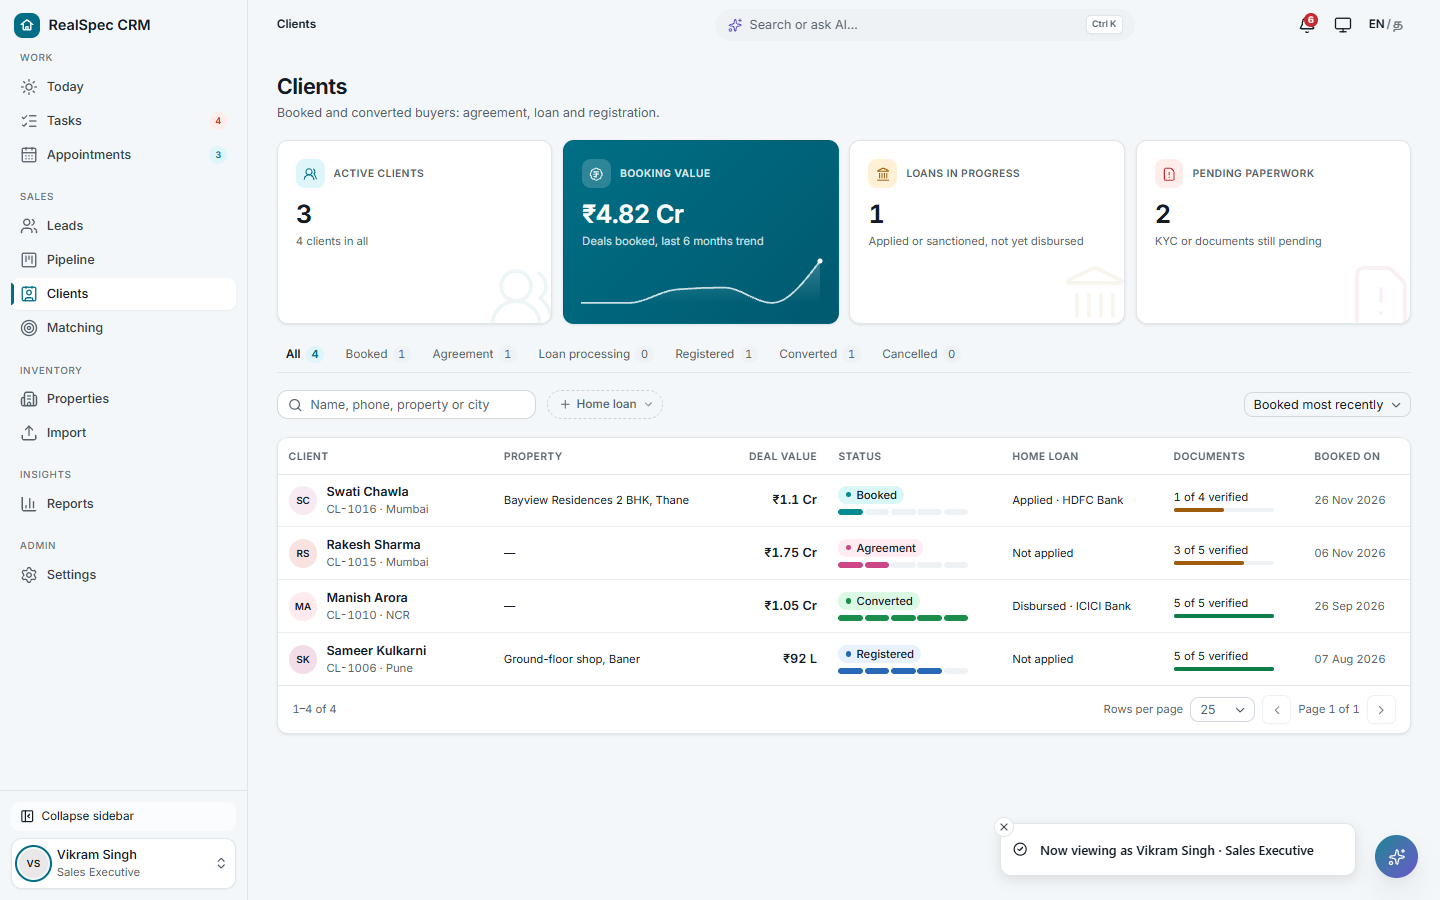 RealSpec CRM
WORK
Today
Tasks 4
Appointments 3
SALES
Leads
Pipeline
Clients
Matching
INVENTORY
Properties
Import
INSIGHTS
Reports
ADMIN
Settings
Collapse sidebar
VS
Vikram Singh
Sales Executive
Clients
Search or ask AI...
Ctrl K
6
EN / த
Clients
Booked and converted buyers: agreement, loan and registration.
ACTIVE CLIENTS
3
4 clients in all
BOOKING VALUE
₹4.82 Cr
Deals booked, last 6 months trend
LOANS IN PROGRESS
1
Applied or sanctioned, not yet disbursed
PENDING PAPERWORK
2
KYC or documents still pending
All 4 Booked 1 Agreement 1 Loan processing 0 Registered 1 Converted 1 Cancelled 0
Name, phone, property or city
+ Home loan
Booked most recently
CLIENT PROPERTY DEAL VALUE STATUS HOME LOAN DOCUMENTS BOOKED ON
SC Swati Chawla
CL-1016 · Mumbai
Bayview Residences 2 BHK, Thane ₹1.1 Cr Booked Applied · HDFC Bank 1 of 4 verified 26 Nov 2026
RS Rakesh Sharma
CL-1015 · Mumbai
— ₹1.75 Cr Agreement Not applied 3 of 5 verified 06 Nov 2026
MA Manish Arora
CL-1010 · NCR
— ₹1.05 Cr Converted Disbursed · ICICI Bank 5 of 5 verified 26 Sep 2026
SK Sameer Kulkarni
CL-1006 · Pune
Ground-floor shop, Baner ₹92 L Registered Not applied 5 of 5 verified 07 Aug 2026
1–4 of 4
Rows per page 25 Page 1 of 1
Now viewing as Vikram Singh · Sales Executive